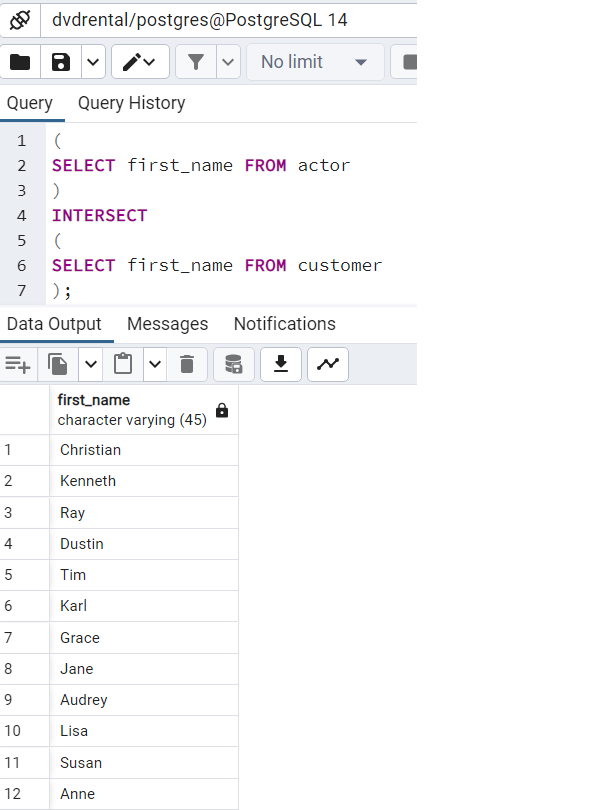 dvdrental/postgres@PostgreSQL 14
No limit
Query Query History
1 (
2 SELECT first_name FROM actor
3 )
4 INTERSECT
5 (
6 SELECT first_name FROM customer
7 );
Data Output Messages Notifications
first_name
character varying (45)
1 Christian
2 Kenneth
3 Ray
4 Dustin
5 Tim
6 Karl
7 Grace
8 Jane
9 Audrey
10 Lisa
11 Susan
12 Anne